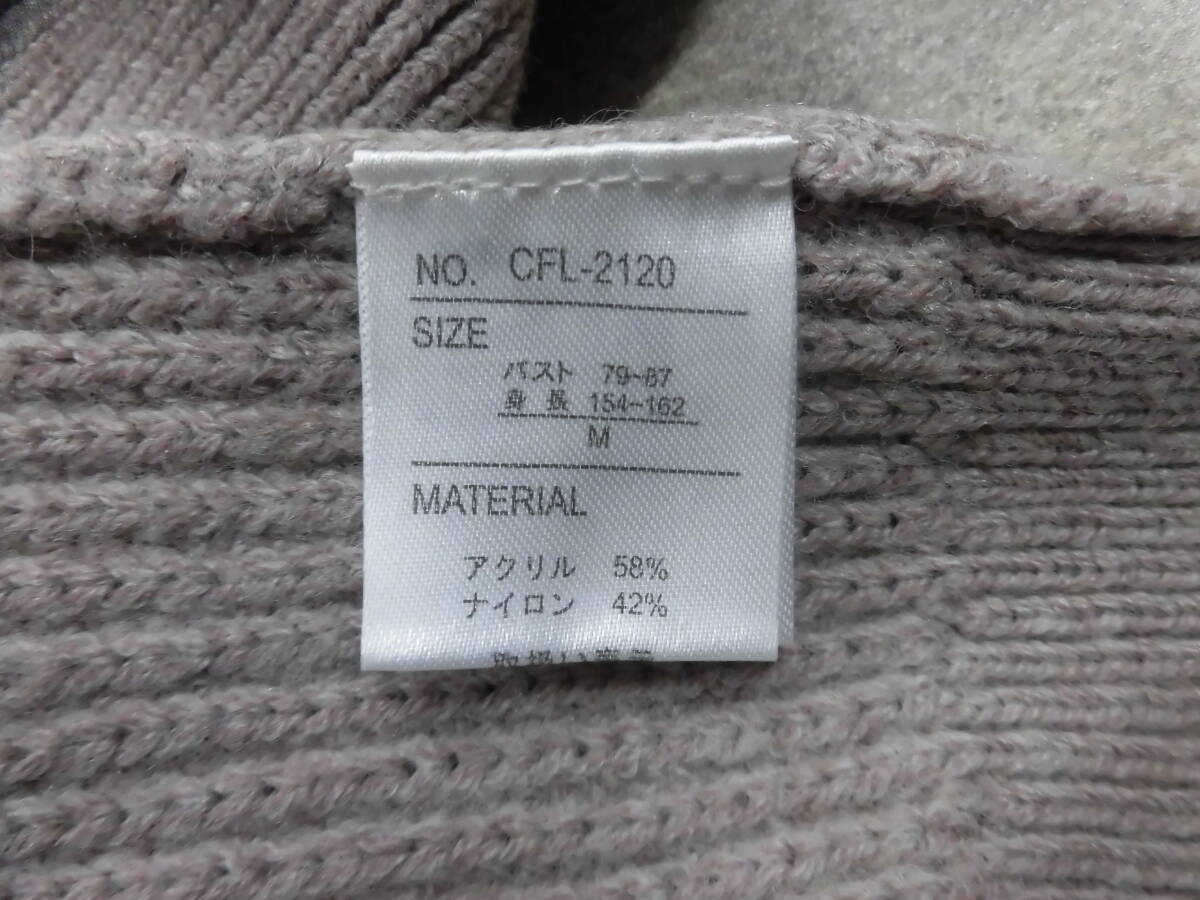 NO. CFL-2120
SIZE
バスト 79-87
身 長 154-162
M
MATERIAL
アクリル 58%
ナイロン 42%